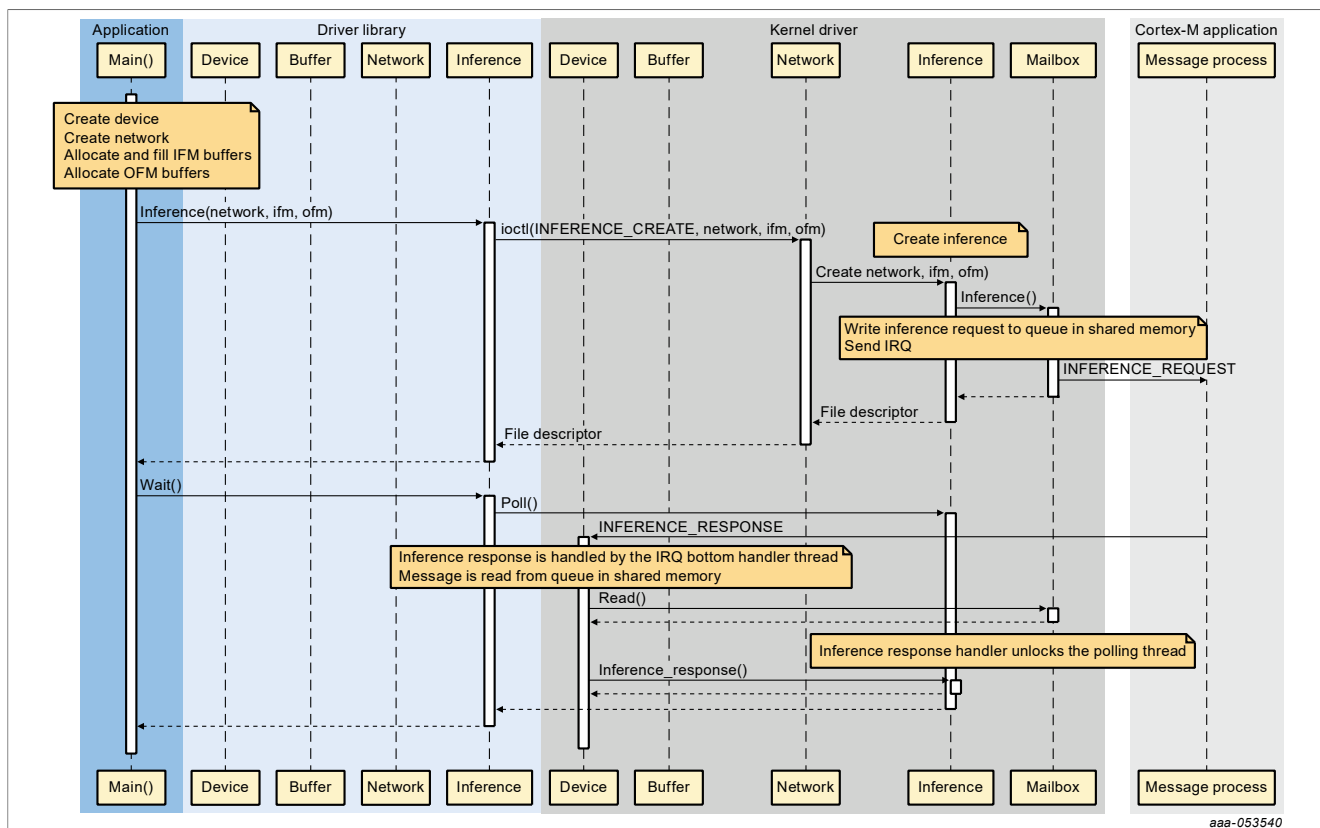 Application
Driver library
Kernel driver
Cortex-M application
Main()
Device
Buffer
Network
Inference
Device
Buffer
Network
Inference
Mailbox
Message process
Create device
Create network
Allocate and fill IFM buffers
Allocate OFM buffers
Inference(network, ifm, ofm)
ioctl(INFERENCE_CREATE, network, ifm, ofm)
Create inference
Create network, ifm, ofm)
Inference()
Write inference request to queue in shared memory
Send IRQ
INFERENCE_REQUEST
File descriptor
File descriptor
Wait()
Poll()
INFERENCE_RESPONSE
Inference response is handled by the IRQ bottom handler thread
Message is read from queue in shared memory
Read()
Inference response handler unlocks the polling thread
Inference_response()
Main()
Device
Buffer
Network
Inference
Device
Buffer
Network
Inference
Mailbox
Message process
aaa-053540